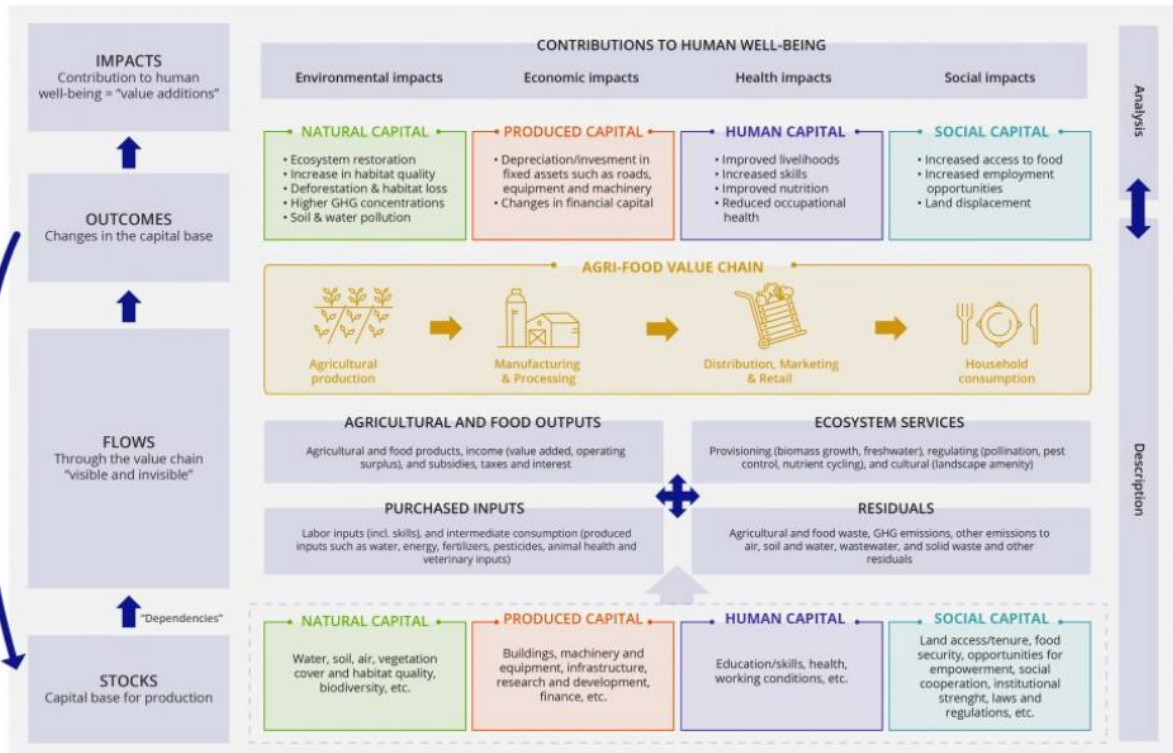 IMPACTS
Contribution to human
well-being = “value additions”
OUTCOMES
Changes in the capital base
FLOWS
Through the value chain
“visible and invisible”
“Dependencies”
STOCKS
Capital base for production
CONTRIBUTIONS TO HUMAN WELL-BEING
Environmental impacts
Economic impacts
Health impacts
Social impacts
NATURAL CAPITAL
• Ecosystem restoration
• Increase in habitat quality
• Deforestation & habitat loss
• Higher GHG concentrations
• Soil & water pollution
PRODUCED CAPITAL
• Depreciation/invesment in
fixed assets such as roads,
equipment and machinery
• Changes in financial capital
HUMAN CAPITAL
• Improved livelihoods
• Increased skills
• Improved nutrition
• Reduced occupational
health
SOCIAL CAPITAL
• Increased access to food
• Increased employment
opportunities
• Land displacement
AGRI-FOOD VALUE CHAIN
Agricultural
production
Manufacturing
& Processing
Distribution, Marketing
& Retail
Household
consumption
AGRICULTURAL AND FOOD OUTPUTS
Agricultural and food products, income (value added, operating
surplus), and subsidies, taxes and interest
ECOSYSTEM SERVICES
Provisioning (biomass growth, freshwater), regulating (pollination, pest
control, nutrient cycling), and cultural (landscape amenity)
PURCHASED INPUTS
Labor inputs (incl. skills), and intermediate consumption (produced
inputs such as water, energy, fertilizers, pesticides, animal health and
veterinary inputs)
RESIDUALS
Agricultural and food waste, GHG emissions, other emissions to
air, soil and water, wastewater, and solid waste and other
residuals
NATURAL CAPITAL
Water, soil, air, vegetation
cover and habitat quality,
biodiversity, etc.
PRODUCED CAPITAL
Buildings, machinery and
equipment, infrastructure,
research and development,
finance, etc.
HUMAN CAPITAL
Education/skills, health,
working conditions, etc.
SOCIAL CAPITAL
Land access/tenure, food
security, opportunities for
empowerment, social
cooperation, institutional
strenght, laws and
regulations, etc.
Analysis
Description